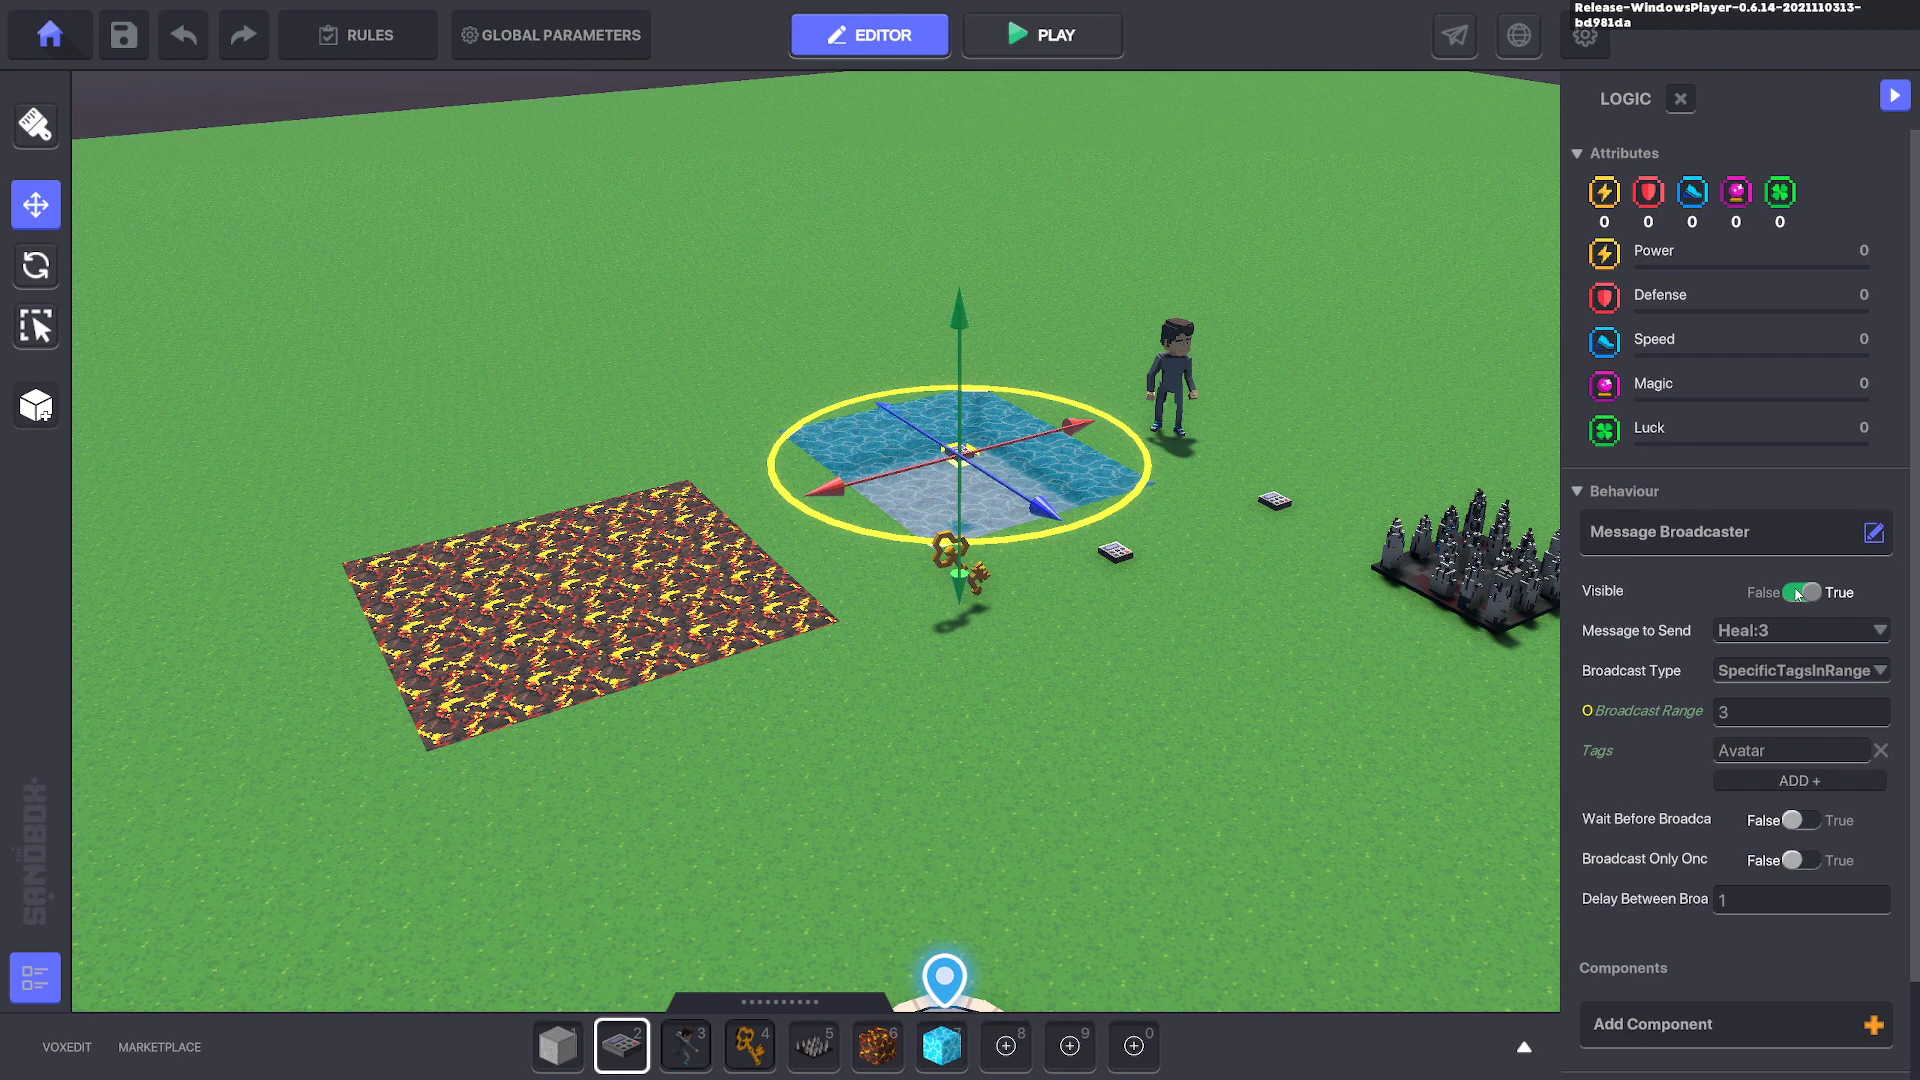 Release-WindowsPlayer-0.6.14-2021110313-
bd981da
RULES
GLOBAL PARAMETERS
EDITOR
PLAY
LOGIC
Attributes
0 0 0 0 0
Power 0
Defense 0
Speed 0
Magic 0
Luck 0
Behaviour
Message Broadcaster
Visible False True
Message to Send Heal:3
Broadcast Type SpecificTagsInRange
Broadcast Range 3
Tags Avatar
ADD +
Wait Before Broadca False True
Broadcast Only Onc False True
Delay Between Broa 1
Components
Add Component
THE SANDBOX
VOXEDIT MARKETPLACE
1 2 3 4 5 6 7 8 9 0